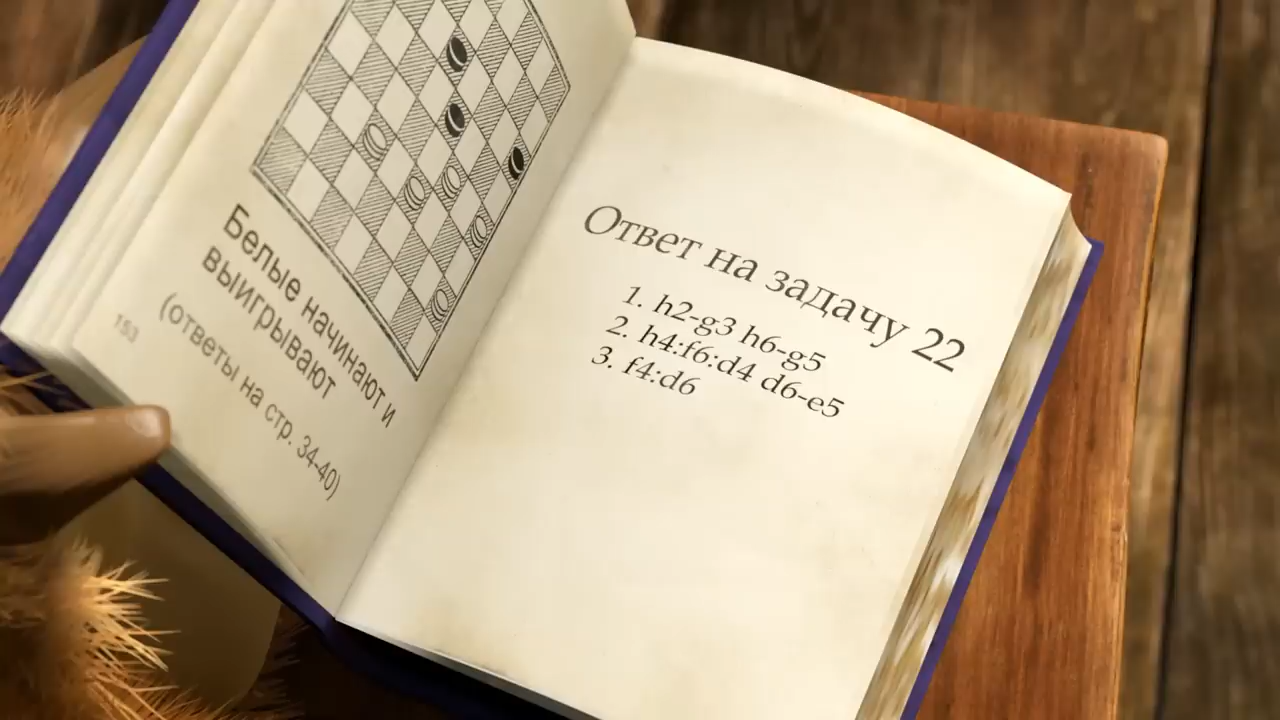 Белые начинают и
выигрывают
(ответы на стр. 34-40)
153
Ответ на задачу 22
1. h2-g3 h6-g5
2. h4:f6:d4 d6-e5
3. f4:d6